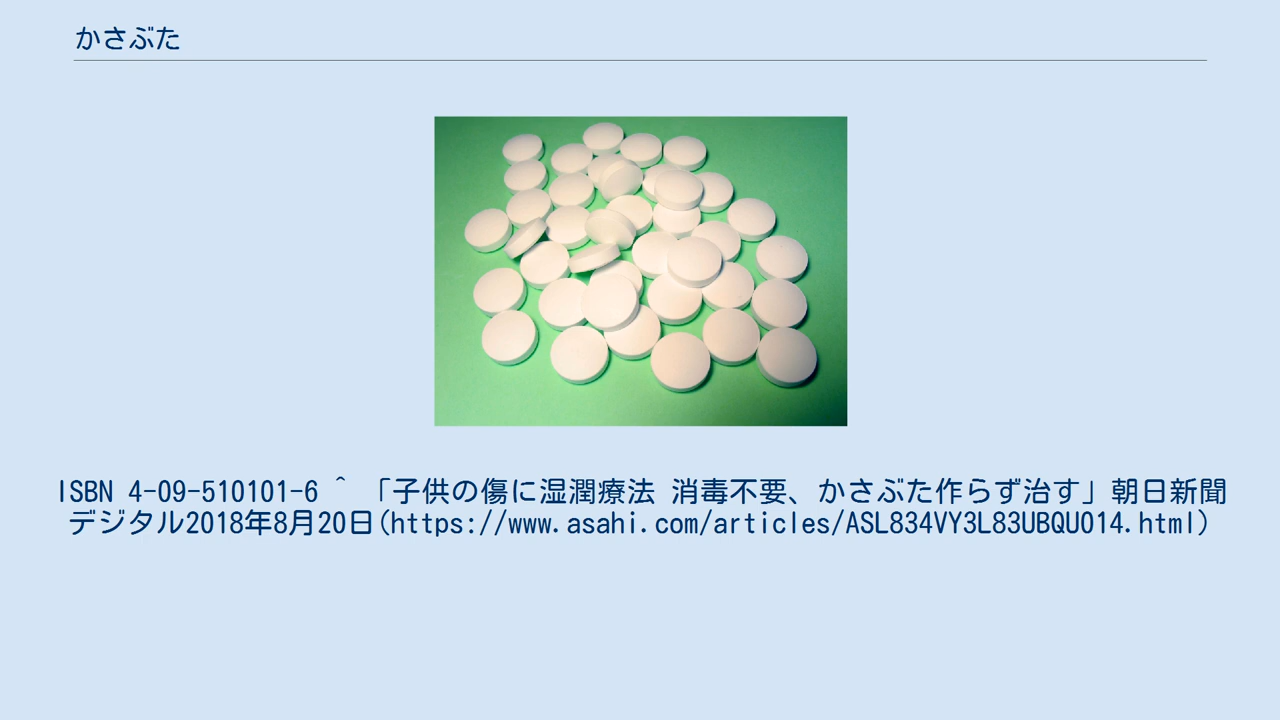 かさぶた
ISBN 4-09-510101-6 ^ 「子供の傷に湿潤療法 消毒不要、かさぶた作らず治す」朝日新聞
デジタル2018年8月20日(https://www.asahi.com/articles/ASL834VY3L83UBQU014.html)